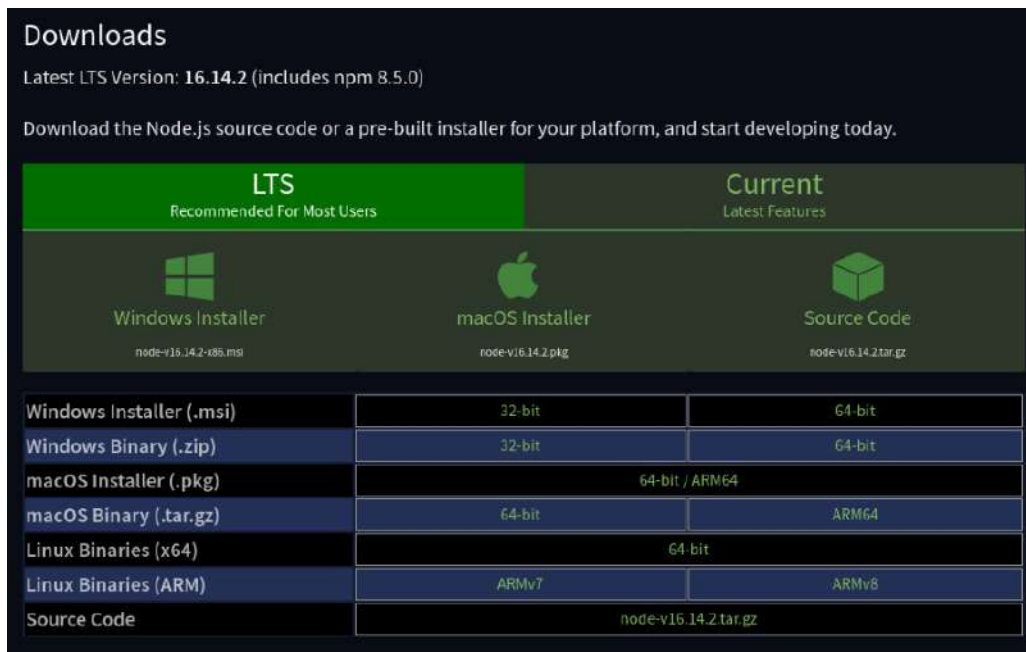 Downloads
Latest LTS Version: 16.14.2 (includes npm 8.5.0)
Download the Node.js source code or a pre-built installer for your platform, and start developing today.
LTS
Recommended For Most Users
Current
Latest Features
Windows Installer
node-v16.14.2-x86.msi
macOS Installer
node-v16.14.2.pkg
Source Code
node-v16.14.2.tar.gz
Windows Installer (.msi) 32-bit 64-bit
Windows Binary (.zip) 32-bit 64-bit
macOS Installer (.pkg) 64-bit / ARM64
macOS Binary (.tar.gz) 64-bit ARM64
Linux Binaries (x64) 64-bit
Linux Binaries (ARM) ARMv7 ARMv8
Source Code node-v16.14.2.tar.gz